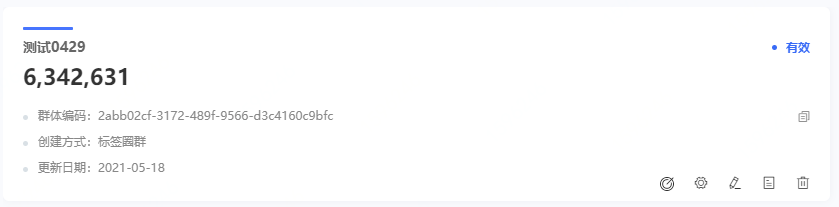 测试0429
有效
6,342,631
群体编码：2abb02cf-3172-489f-9566-d3c4160c9bfc
创建方式：标签圈群
更新日期：2021-05-18